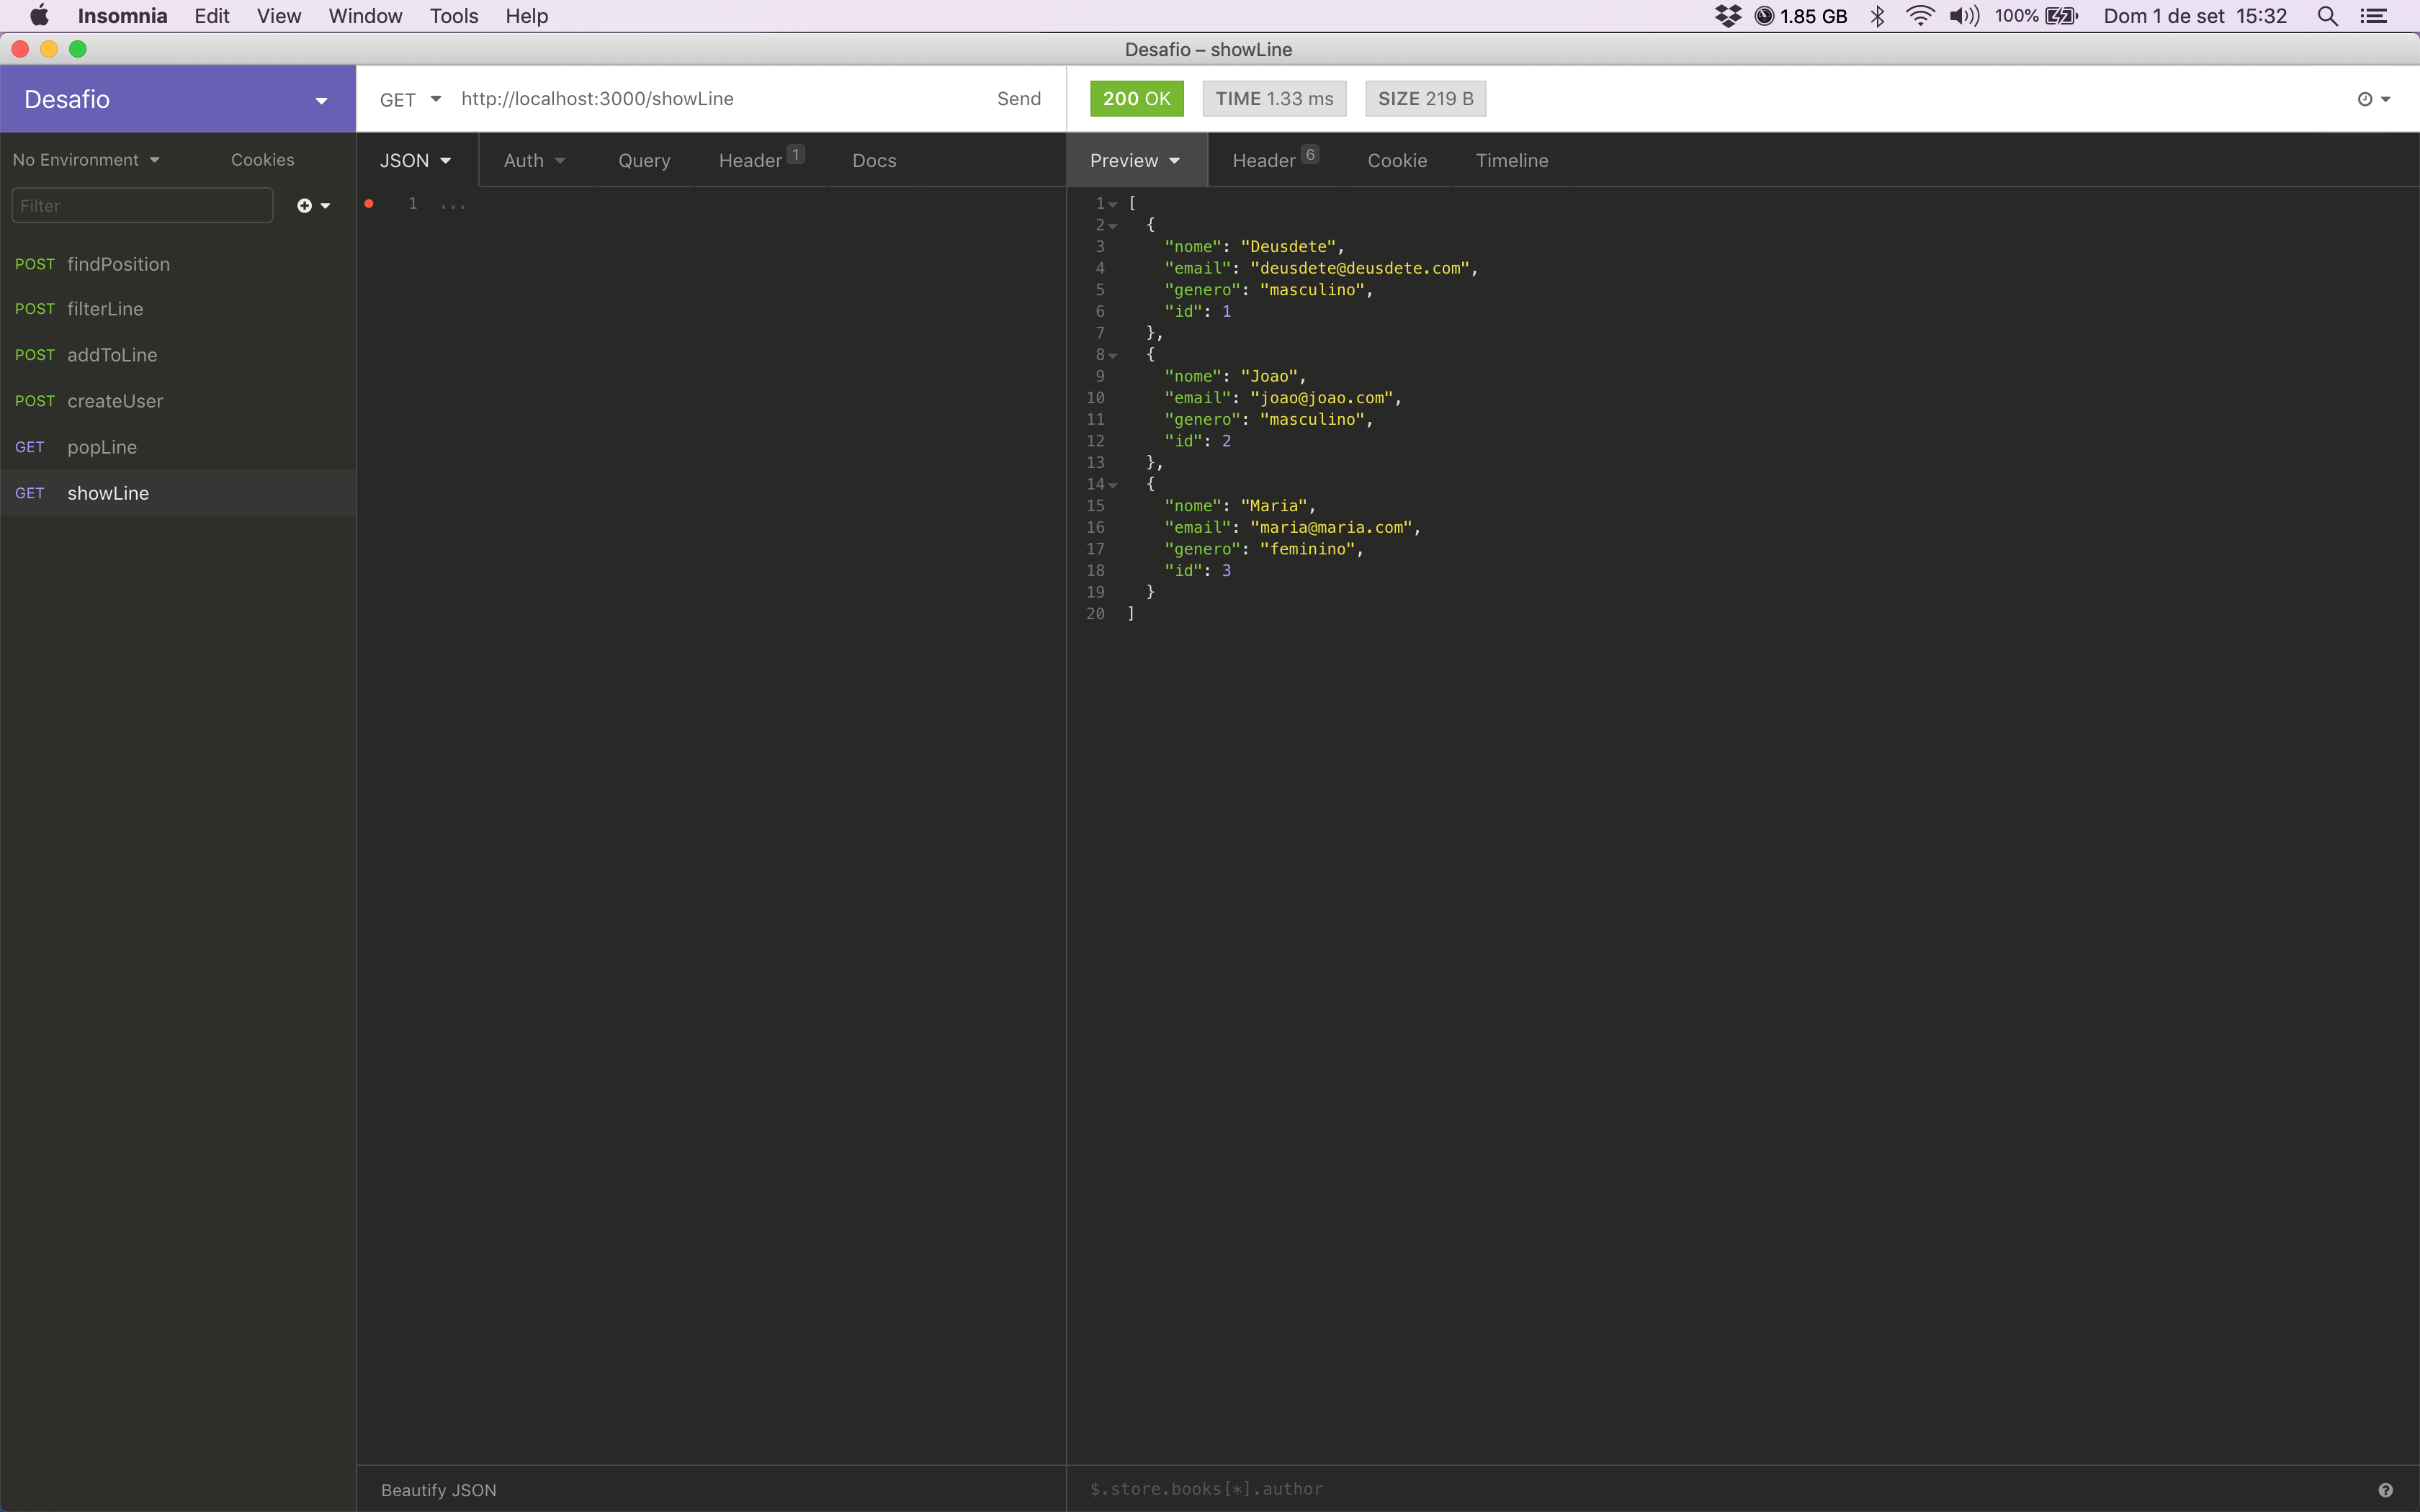 Insomnia Edit View Window Tools Help 1.85 GB 100% Dom 1 de set 15:32
Desafio – showLine
Desafio
GET http://localhost:3000/showLine Send
200 OK TIME 1.33 ms SIZE 219 B
No Environment Cookies
JSON Auth Query Header 1 Docs
Preview Header 6 Cookie Timeline
Filter
POST findPosition
POST filterLine
POST addToLine
POST createUser
GET popLine
GET showLine
1 ...
1 [
2 {
3 "nome": "Deusdete",
4 "email": "deusdete@deusdete.com",
5 "genero": "masculino",
6 "id": 1
7 },
8 {
9 "nome": "Joao",
10 "email": "joao@joao.com",
11 "genero": "masculino",
12 "id": 2
13 },
14 {
15 "nome": "Maria",
16 "email": "maria@maria.com",
17 "genero": "feminino",
18 "id": 3
19 }
20 ]
Beautify JSON
$.store.books[*].author